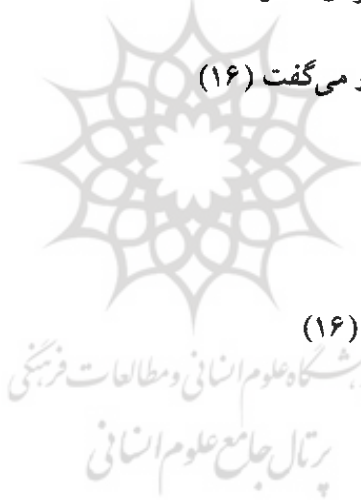 و می‌گفت (۱۶)
(۱۶)
پژوهشگاه علوم انسانی و مطالعات فرهنگی
پرتال جامع علوم انسانی